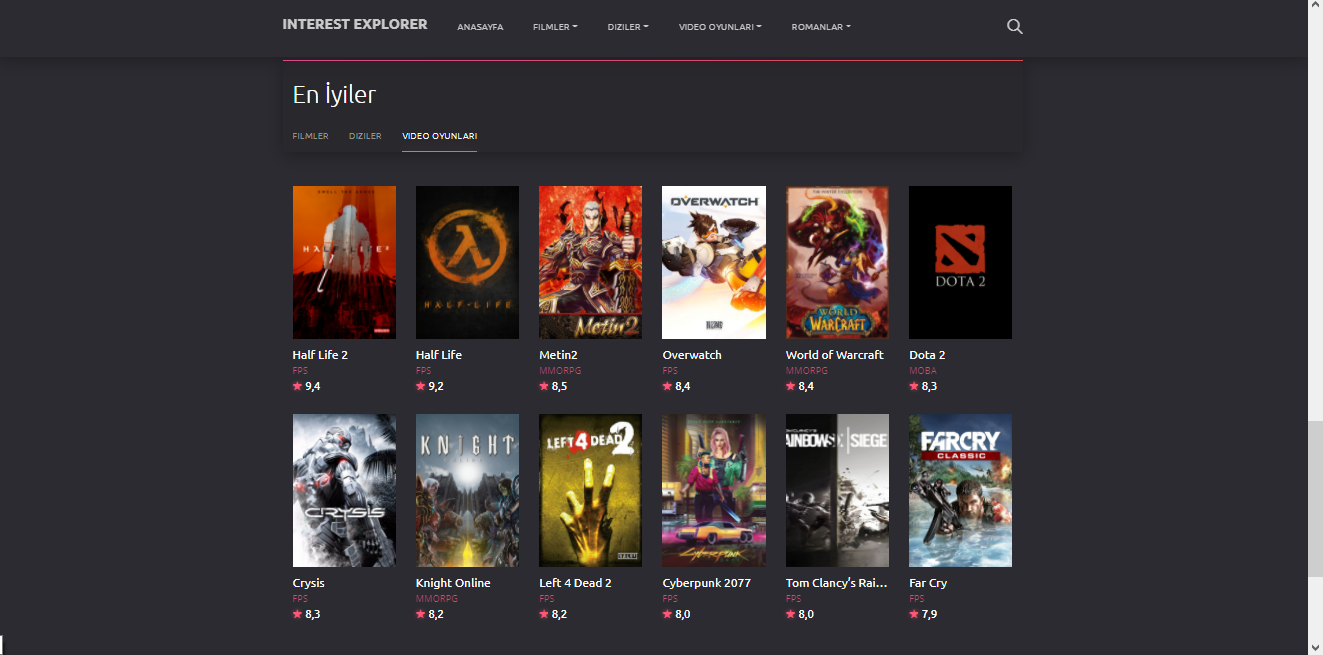 INTEREST EXPLORER ANASAYFA FILMLER DIZILER VIDEO OYUNLARI ROMANLAR
En İyiler
FILMLER DIZILER VIDEO OYUNLARI
HALF-LIFE²
HALF-LIFE
Metin2
OVERWATCH
BLIZZARD
WORLD OF WARCRAFT
DOTA 2
Half Life 2 Half Life Metin2 Overwatch World of Warcraft Dota 2
FPS FPS MMORPG FPS MMORPG MOBA
9,4 9,2 8,5 8,4 8,4 8,3
CRYSIS
KNIGHT
LEFT 4 DEAD 2
VALVE
Cyberpunk
AINBOWS SIEGE
FARCRY
CLASSIC
Crysis Knight Online Left 4 Dead 2 Cyberpunk 2077 Tom Clancy's Rai... Far Cry
FPS MMORPG FPS FPS FPS FPS
8,3 8,2 8,2 8,0 8,0 7,9